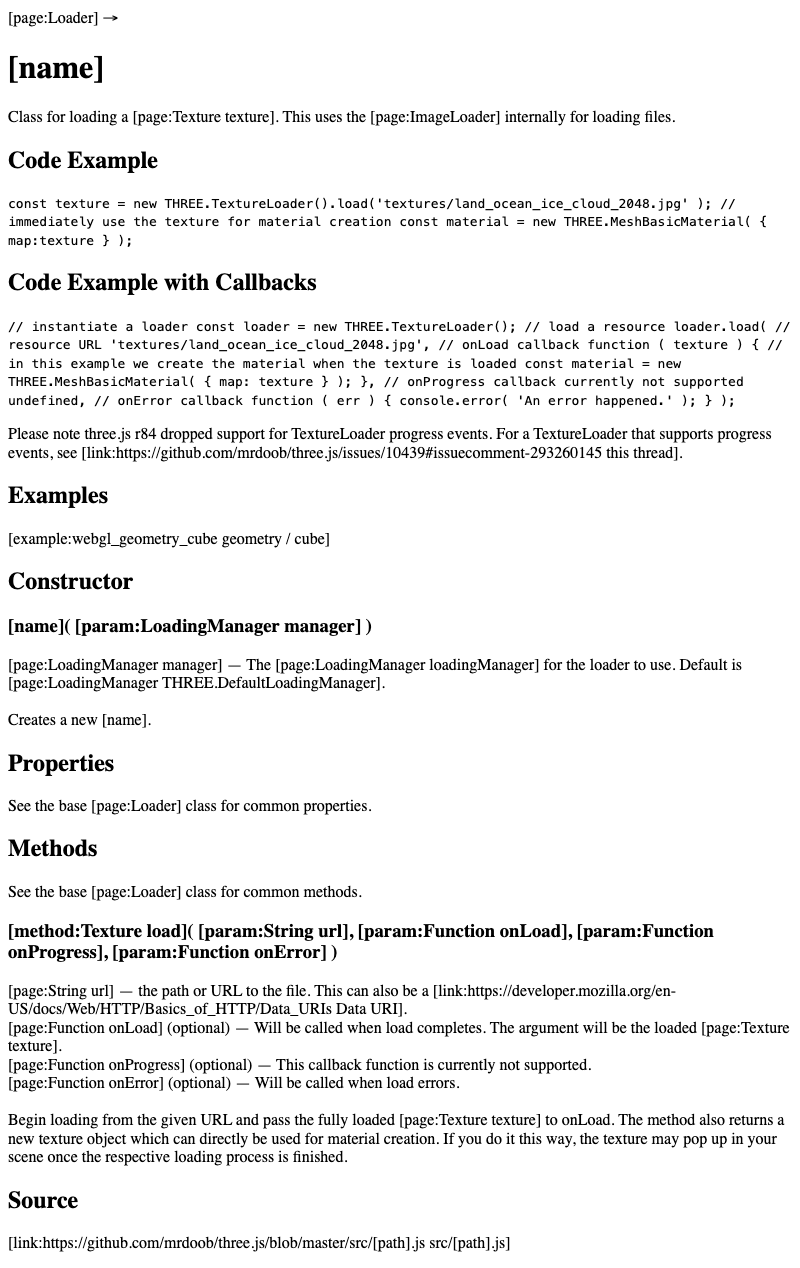 [page:Loader] →
[name]
Class for loading a [page:Texture texture]. This uses the [page:ImageLoader] internally for loading files.
Code Example
const texture = new THREE.TextureLoader().load('textures/land_ocean_ice_cloud_2048.jpg' ); //
immediately use the texture for material creation const material = new THREE.MeshBasicMaterial( {
map:texture } );
Code Example with Callbacks
// instantiate a loader const loader = new THREE.TextureLoader(); // load a resource loader.load( //
resource URL 'textures/land_ocean_ice_cloud_2048.jpg', // onLoad callback function ( texture ) { //
in this example we create the material when the texture is loaded const material = new
THREE.MeshBasicMaterial( { map: texture } ); }, // onProgress callback currently not supported
undefined, // onError callback function ( err ) { console.error( 'An error happened.' ); } );
Please note three.js r84 dropped support for TextureLoader progress events. For a TextureLoader that supports progress
events, see [link:https://github.com/mrdoob/three.js/issues/10439#issuecomment-293260145 this thread].
Examples
[example:webgl_geometry_cube geometry / cube]
Constructor
[name]( [param:LoadingManager manager] )
[page:LoadingManager manager] — The [page:LoadingManager loadingManager] for the loader to use. Default is
[page:LoadingManager THREE.DefaultLoadingManager].
Creates a new [name].
Properties
See the base [page:Loader] class for common properties.
Methods
See the base [page:Loader] class for common methods.
[method:Texture load]( [param:String url], [param:Function onLoad], [param:Function
onProgress], [param:Function onError] )
[page:String url] — the path or URL to the file. This can also be a [link:https://developer.mozilla.org/en-
US/docs/Web/HTTP/Basics_of_HTTP/Data_URIs Data URI].
[page:Function onLoad] (optional) — Will be called when load completes. The argument will be the loaded [page:Texture
texture].
[page:Function onProgress] (optional) — This callback function is currently not supported.
[page:Function onError] (optional) — Will be called when load errors.
Begin loading from the given URL and pass the fully loaded [page:Texture texture] to onLoad. The method also returns a
new texture object which can directly be used for material creation. If you do it this way, the texture may pop up in your
scene once the respective loading process is finished.
Source
[link:https://github.com/mrdoob/three.js/blob/master/src/[path].js src/[path].js]